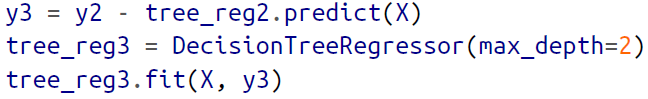 y3 = y2 - tree_reg2.predict(X)
tree_reg3 = DecisionTreeRegressor(max_depth=2)
tree_reg3.fit(X, y3)